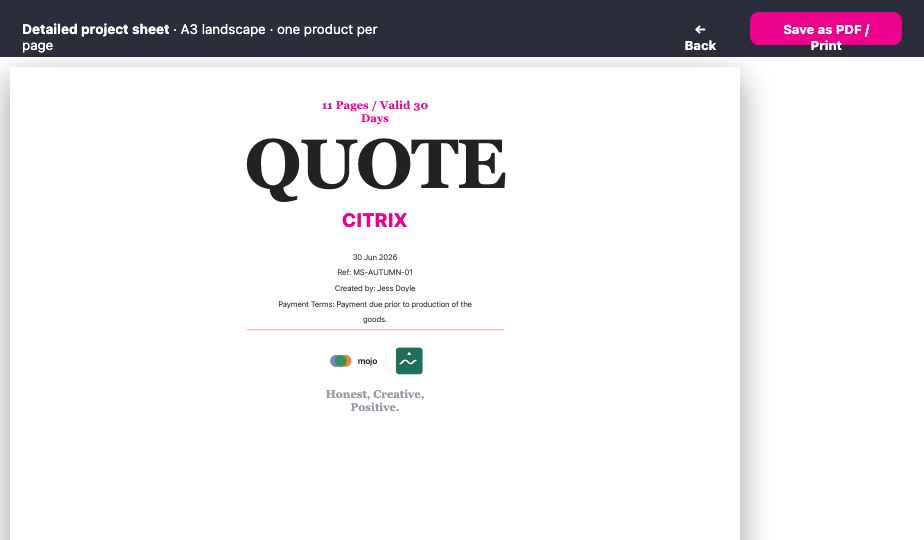 Detailed project sheet · A3 landscape · one product per
page
←
Back
Save as PDF /
Print
11 Pages / Valid 30
Days
QUOTE
CITRIX
30 Jun 2026
Ref: MS-AUTUMN-01
Created by: Jess Doyle
Payment Terms: Payment due prior to production of the
goods.
mojo
Honest, Creative,
Positive.